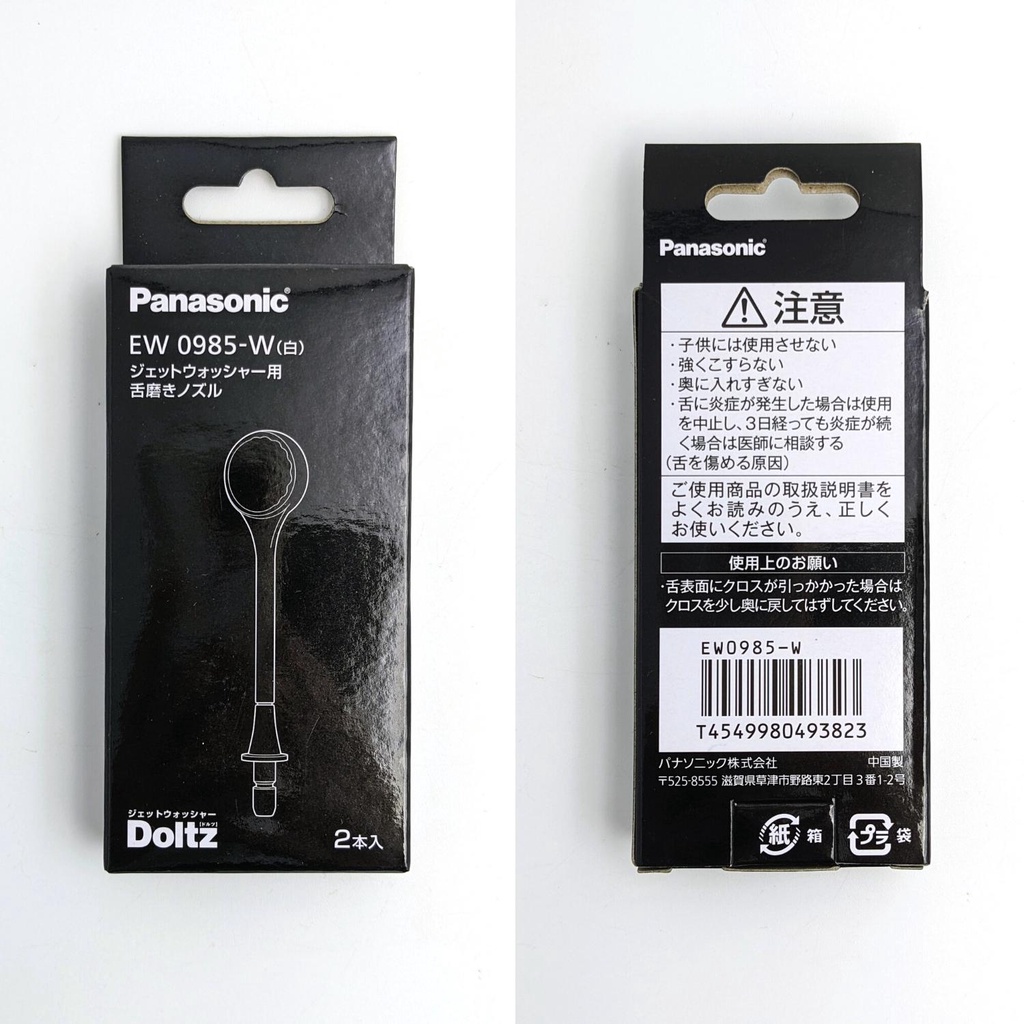 Panasonic®
EW 0985-W(白)
ジェットウォッシャー用
舌磨きノズル
ジェットウォッシャー
Doltz[ドルツ]
2本入
Panasonic®
注意
・子供には使用させない
・強くこすらない
・奥に入れすぎない
・舌に炎症が発生した場合は使用
を中止し、3日経っても炎症が続
く場合は医師に相談する
(舌を傷める原因)
ご使用商品の取扱説明書を
よくお読みのうえ、正しく
お使いください。
使用上のお願い
・舌表面にクロスが引っかかった場合は
クロスを少し奥に戻してはずしてください。
EW0985-W
T4549980493823
パナソニック株式会社 中国製
〒525-8555 滋賀県草津市野路東2丁目3番1-2号
紙 箱 プラ 袋